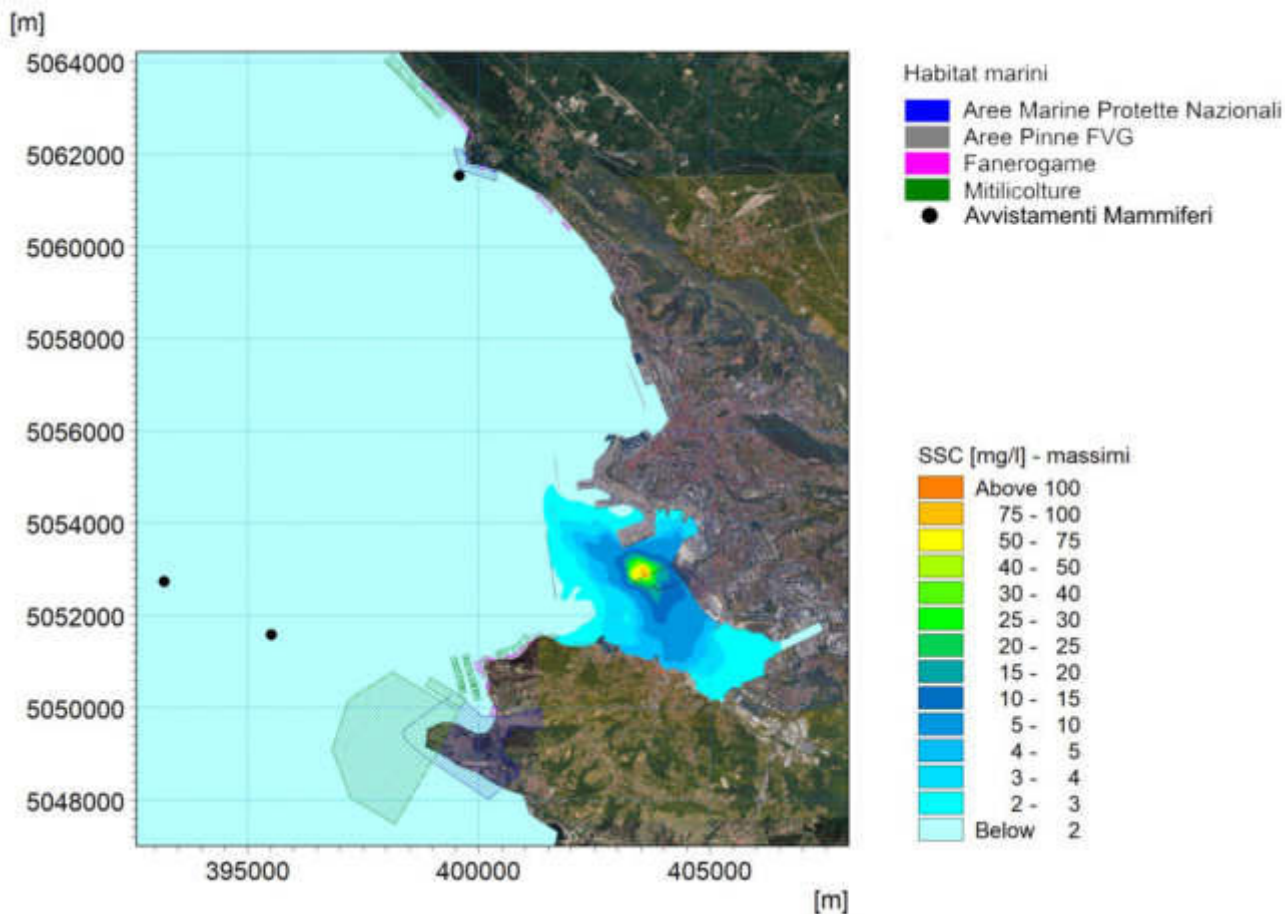 [m]
5064000
5062000
5060000
5058000
5056000
5054000
5052000
5050000
5048000
395000
400000
405000
[m]
Habitat marini
Aree Marine Protette Nazionali
Aree Pinne FVG
Fanerogame
Mitilicolture
Avvistamenti Mammiferi
SSC [mg/l] - massimi
Above 100
75 - 100
50 - 75
40 - 50
30 - 40
25 - 30
20 - 25
15 - 20
10 - 15
5 - 10
4 - 5
3 - 4
2 - 3
Below 2